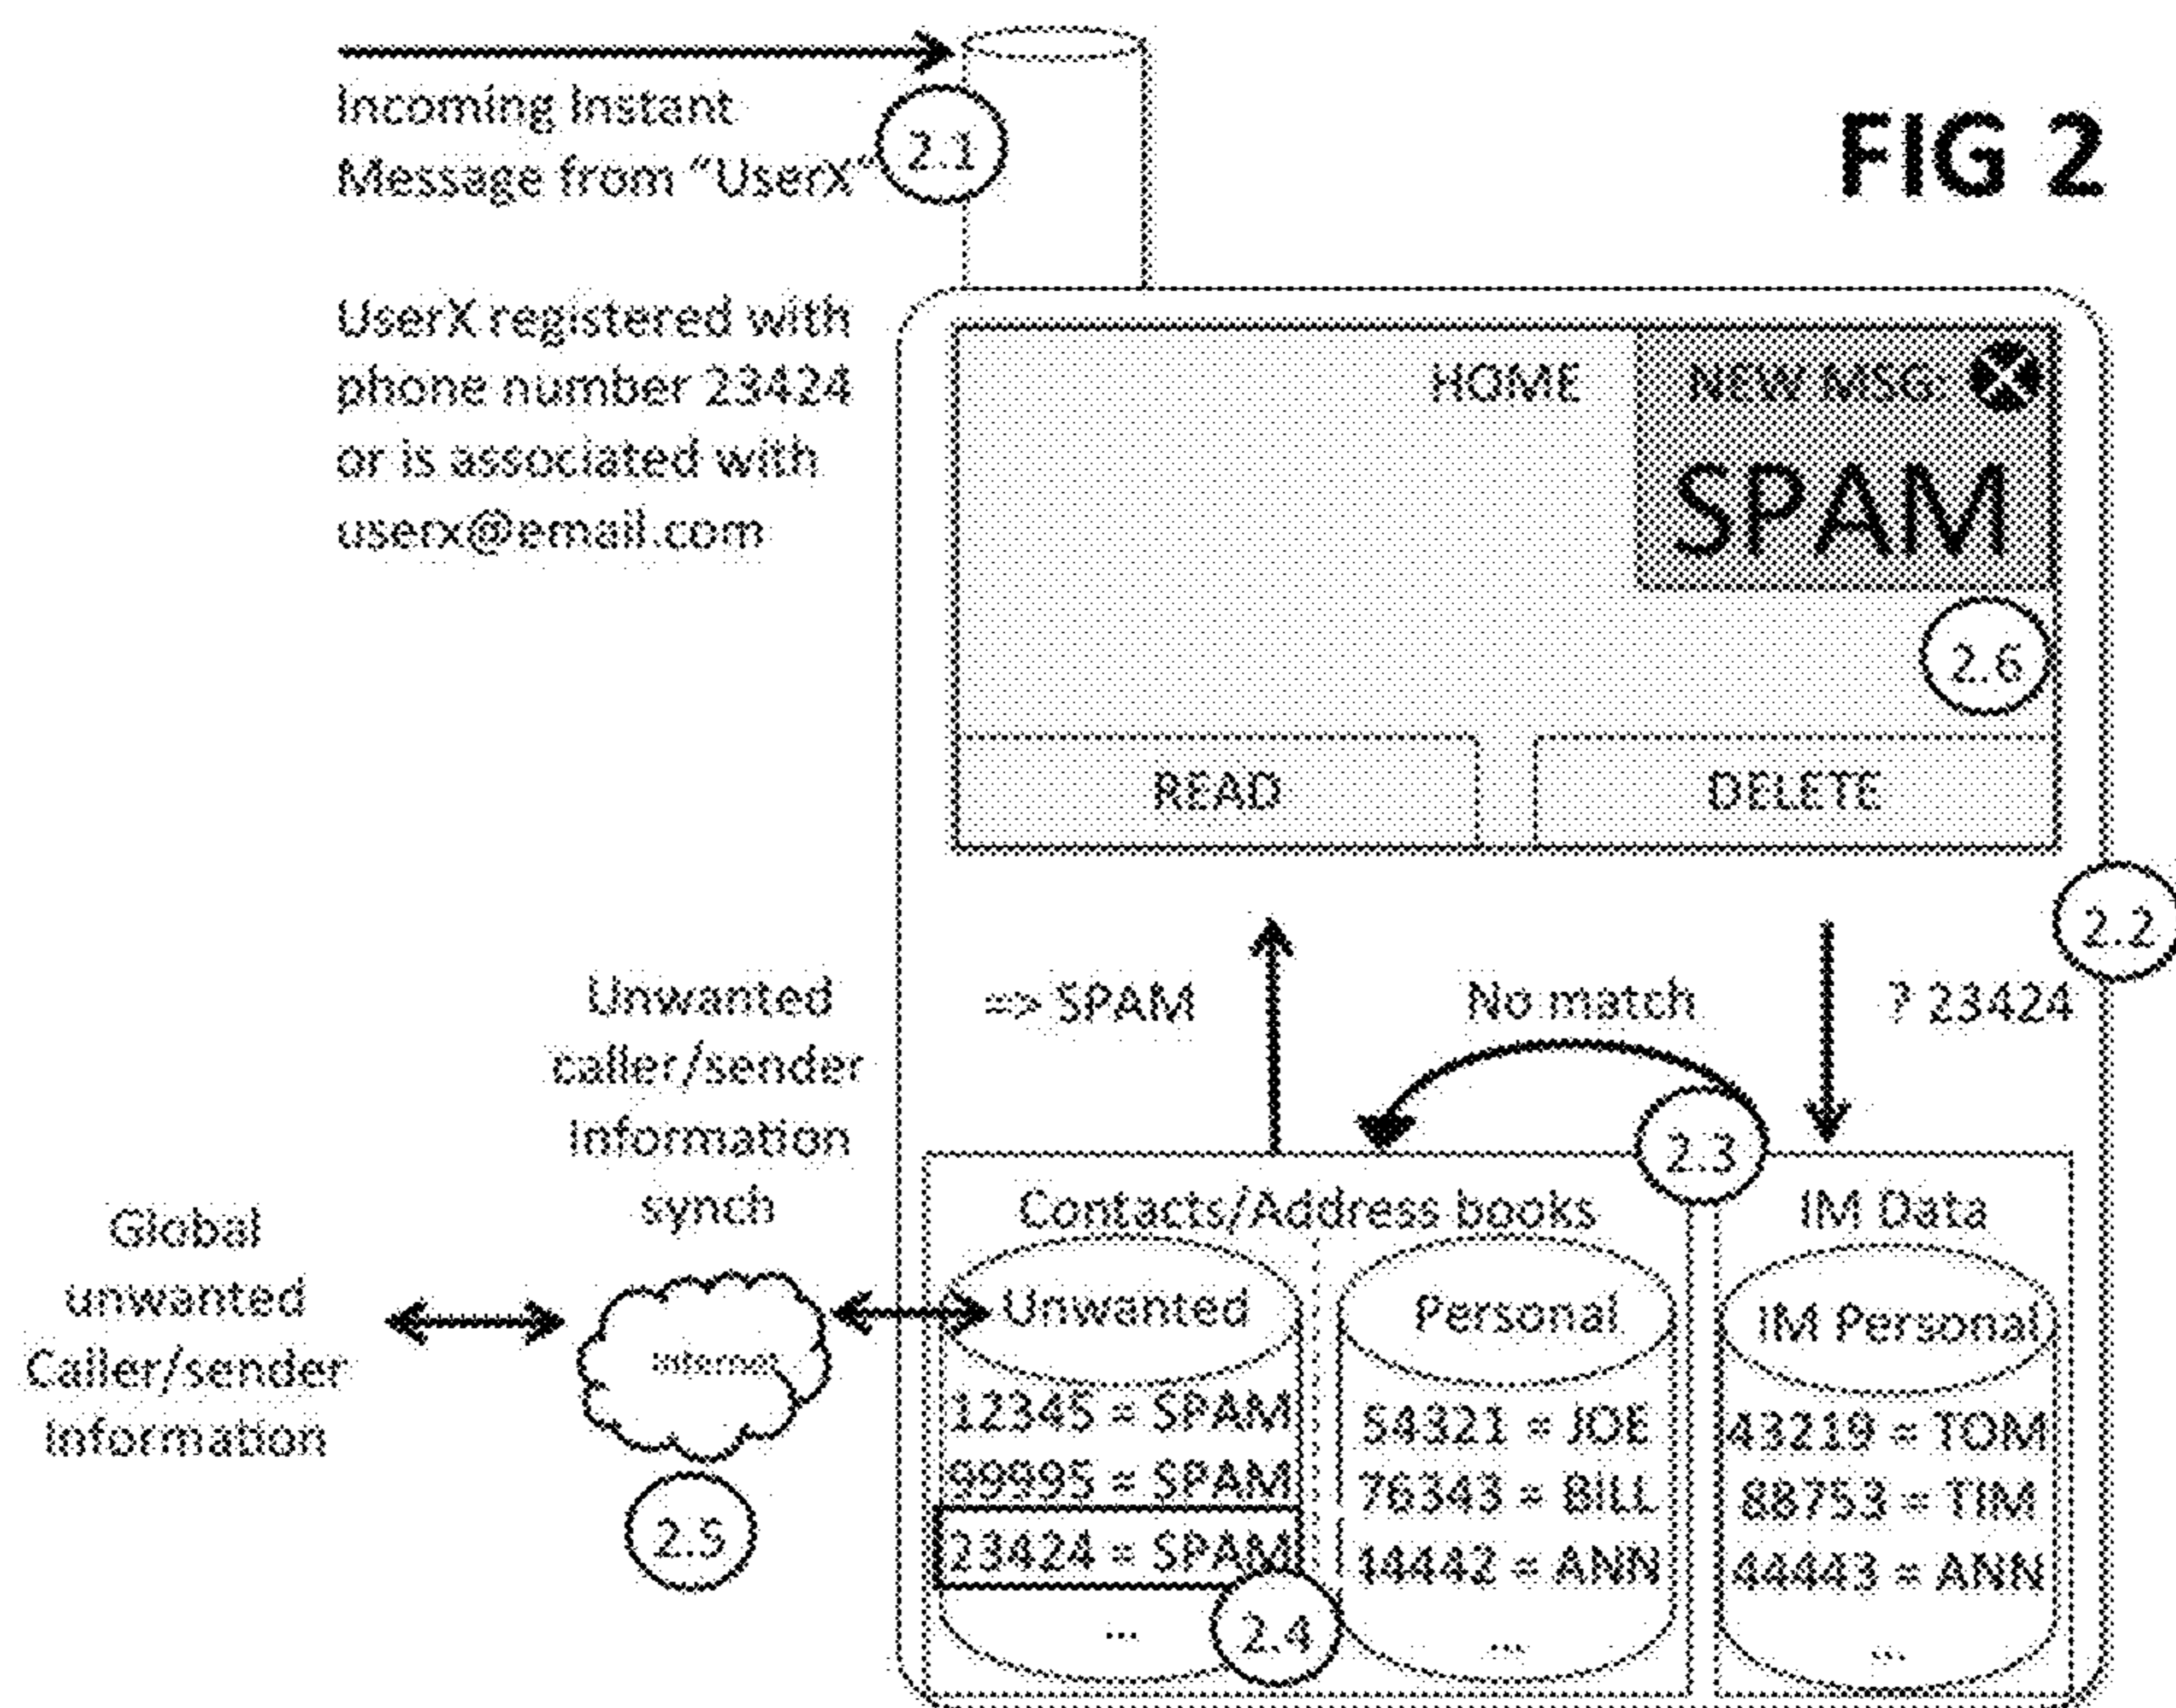 Incoming Instant
Message from “UserX“
2.1
FIG 2
UserX registered with
phone number 23424
or is associated with
userx@email.com
HOME
NEW MSG:
SPAM
2.6
READ
DELETE
2.2
=> SPAM
No match
? 23424
Unwanted
caller/sender
Information
synch
2.3
Contacts/Address books
IM Data
Global
unwanted
Caller/sender
Information
Internet
2.5
Unwanted
12345 = SPAM
99995 = SPAM
23424 = SPAM
...
2.4
Personal
54321 = JOE
76343 = BILL
14442 = ANN
...
IM Personal
43219 = TOM
88753 = TIM
44443 = ANN
...